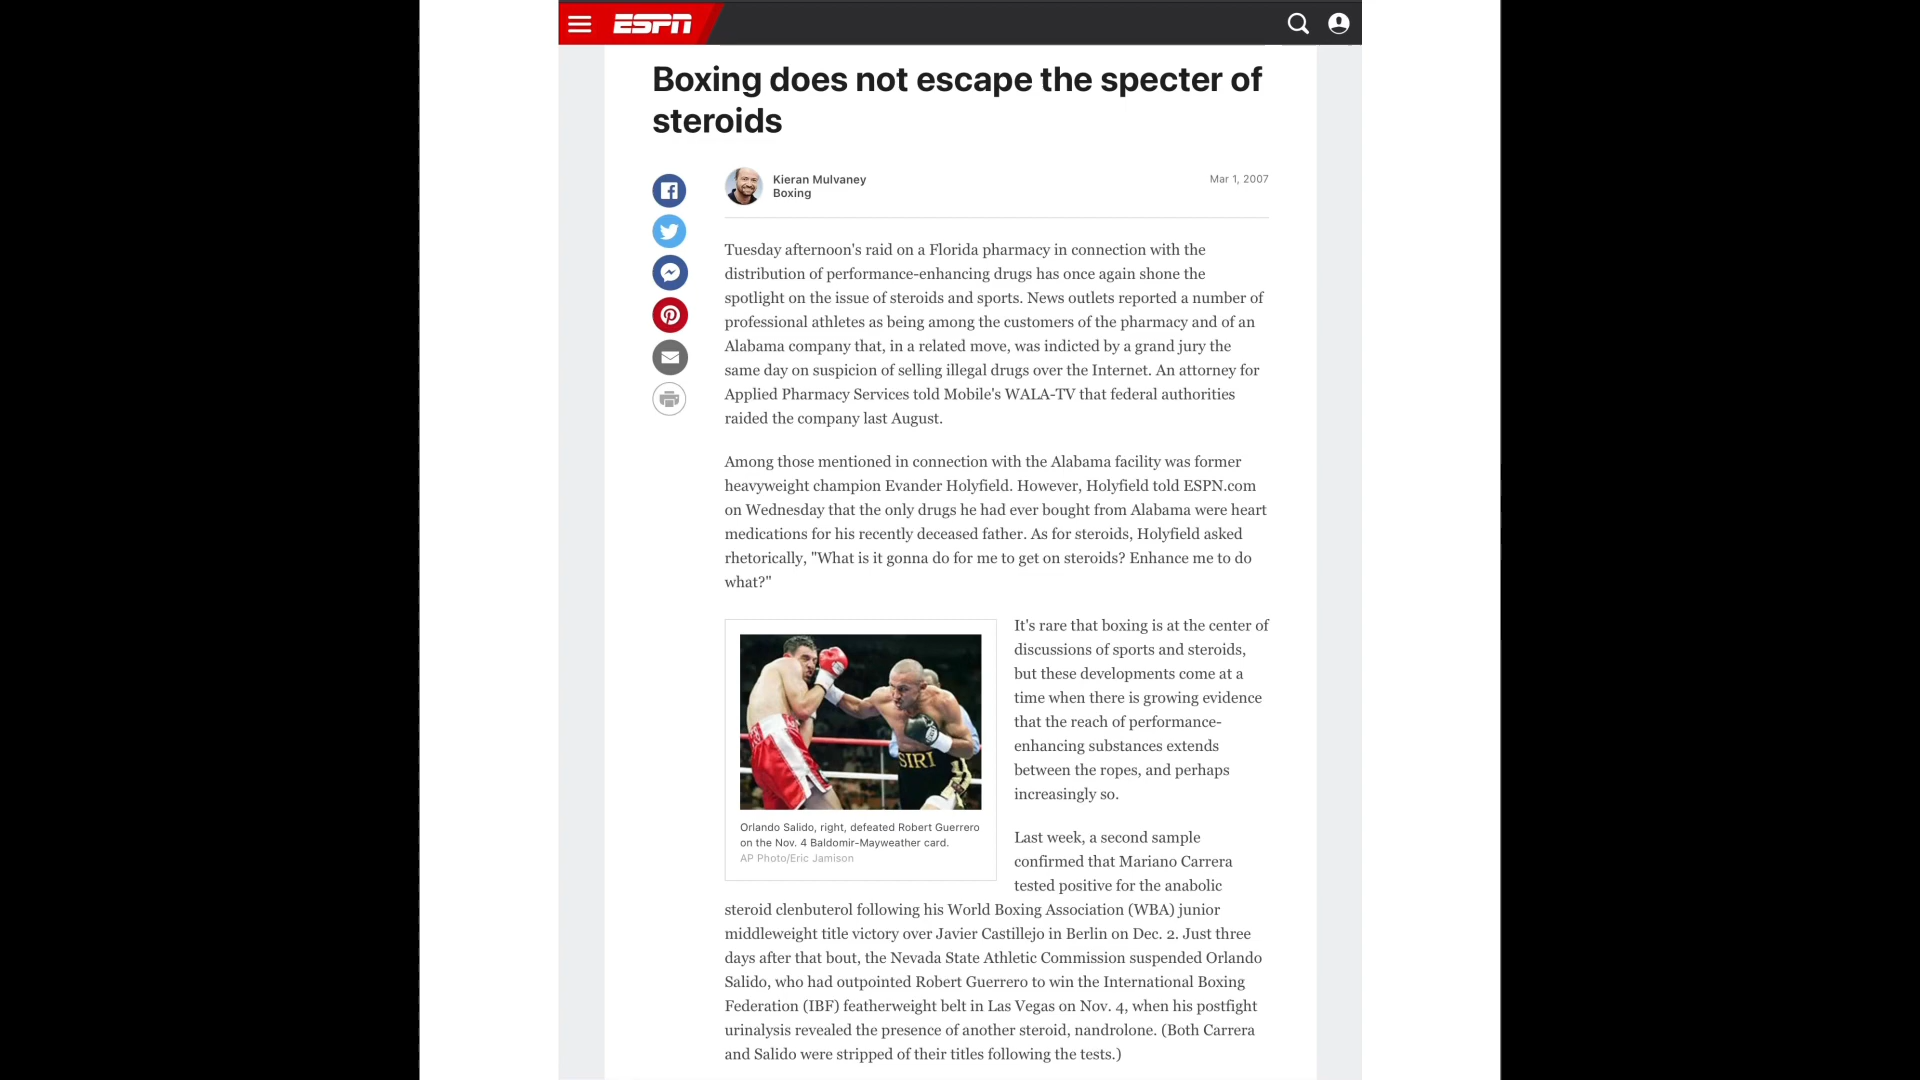 ESPN
Boxing does not escape the specter of
steroids
Kieran Mulvaney
Boxing
Mar 1, 2007
Tuesday afternoon's raid on a Florida pharmacy in connection with the
distribution of performance-enhancing drugs has once again shone the
spotlight on the issue of steroids and sports. News outlets reported a number of
professional athletes as being among the customers of the pharmacy and of an
Alabama company that, in a related move, was indicted by a grand jury the
same day on suspicion of selling illegal drugs over the Internet. An attorney for
Applied Pharmacy Services told Mobile's WALA-TV that federal authorities
raided the company last August.
Among those mentioned in connection with the Alabama facility was former
heavyweight champion Evander Holyfield. However, Holyfield told ESPN.com
on Wednesday that the only drugs he had ever bought from Alabama were heart
medications for his recently deceased father. As for steroids, Holyfield asked
rhetorically, "What is it gonna do for me to get on steroids? Enhance me to do
what?"
SIRI
Orlando Salido, right, defeated Robert Guerrero
on the Nov. 4 Baldomir-Mayweather card.
AP Photo/Eric Jamison
It's rare that boxing is at the center of
discussions of sports and steroids,
but these developments come at a
time when there is growing evidence
that the reach of performance-
enhancing substances extends
between the ropes, and perhaps
increasingly so.
Last week, a second sample
confirmed that Mariano Carrera
tested positive for the anabolic
steroid clenbuterol following his World Boxing Association (WBA) junior
middleweight title victory over Javier Castillejo in Berlin on Dec. 2. Just three
days after that bout, the Nevada State Athletic Commission suspended Orlando
Salido, who had outpointed Robert Guerrero to win the International Boxing
Federation (IBF) featherweight belt in Las Vegas on Nov. 4, when his postfight
urinalysis revealed the presence of another steroid, nandrolone. (Both Carrera
and Salido were stripped of their titles following the tests.)